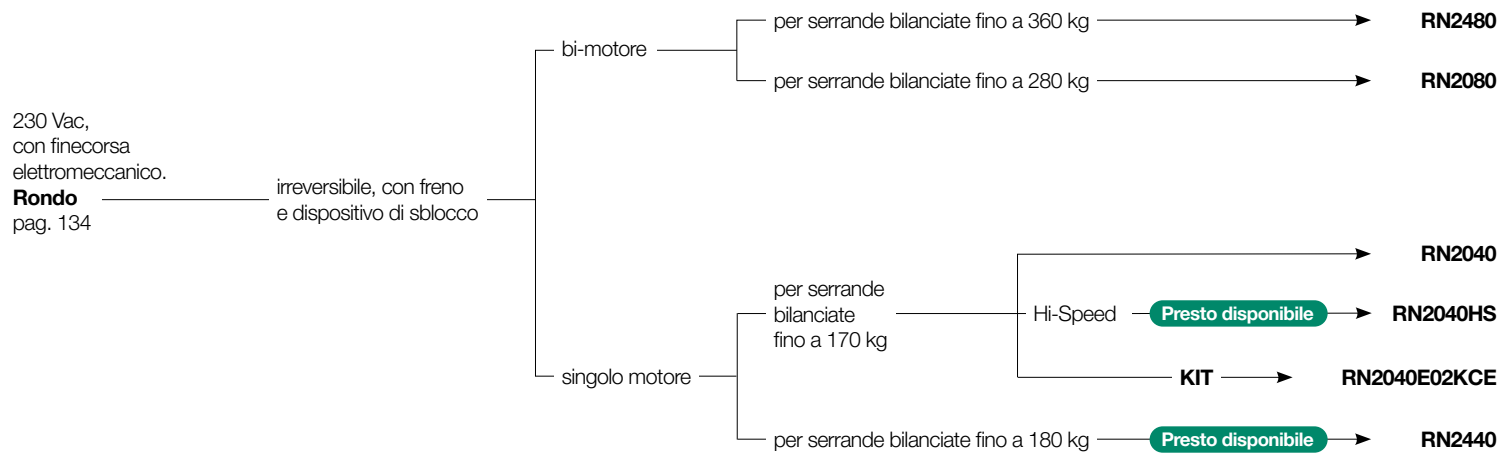 per serrande bilanciate fino a 360 kg
RN2480
bi-motore
per serrande bilanciate fino a 280 kg
RN2080
230 Vac,
con finecorsa
elettromeccanico.
Rondo
pag. 134
irreversibile, con freno
e dispositivo di sblocco
RN2040
per serrande
bilanciate
fino a 170 kg
Hi-Speed
Presto disponibile
RN2040HS
singolo motore
KIT
RN2040E02KCE
per serrande bilanciate fino a 180 kg
Presto disponibile
RN2440